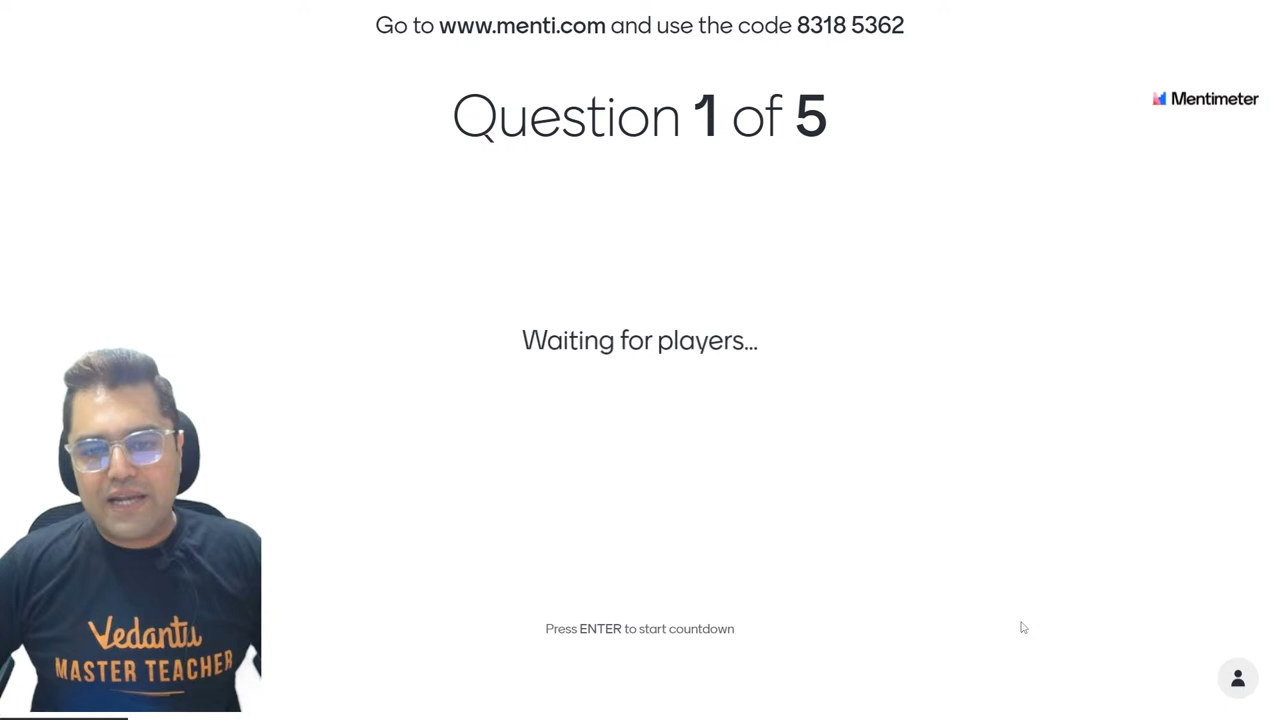 Go to www.menti.com and use the code 8318 5362
Question 1 of 5
Mentimeter
Waiting for players...
Vedantu
MASTER TEACHER
Press ENTER to start countdown